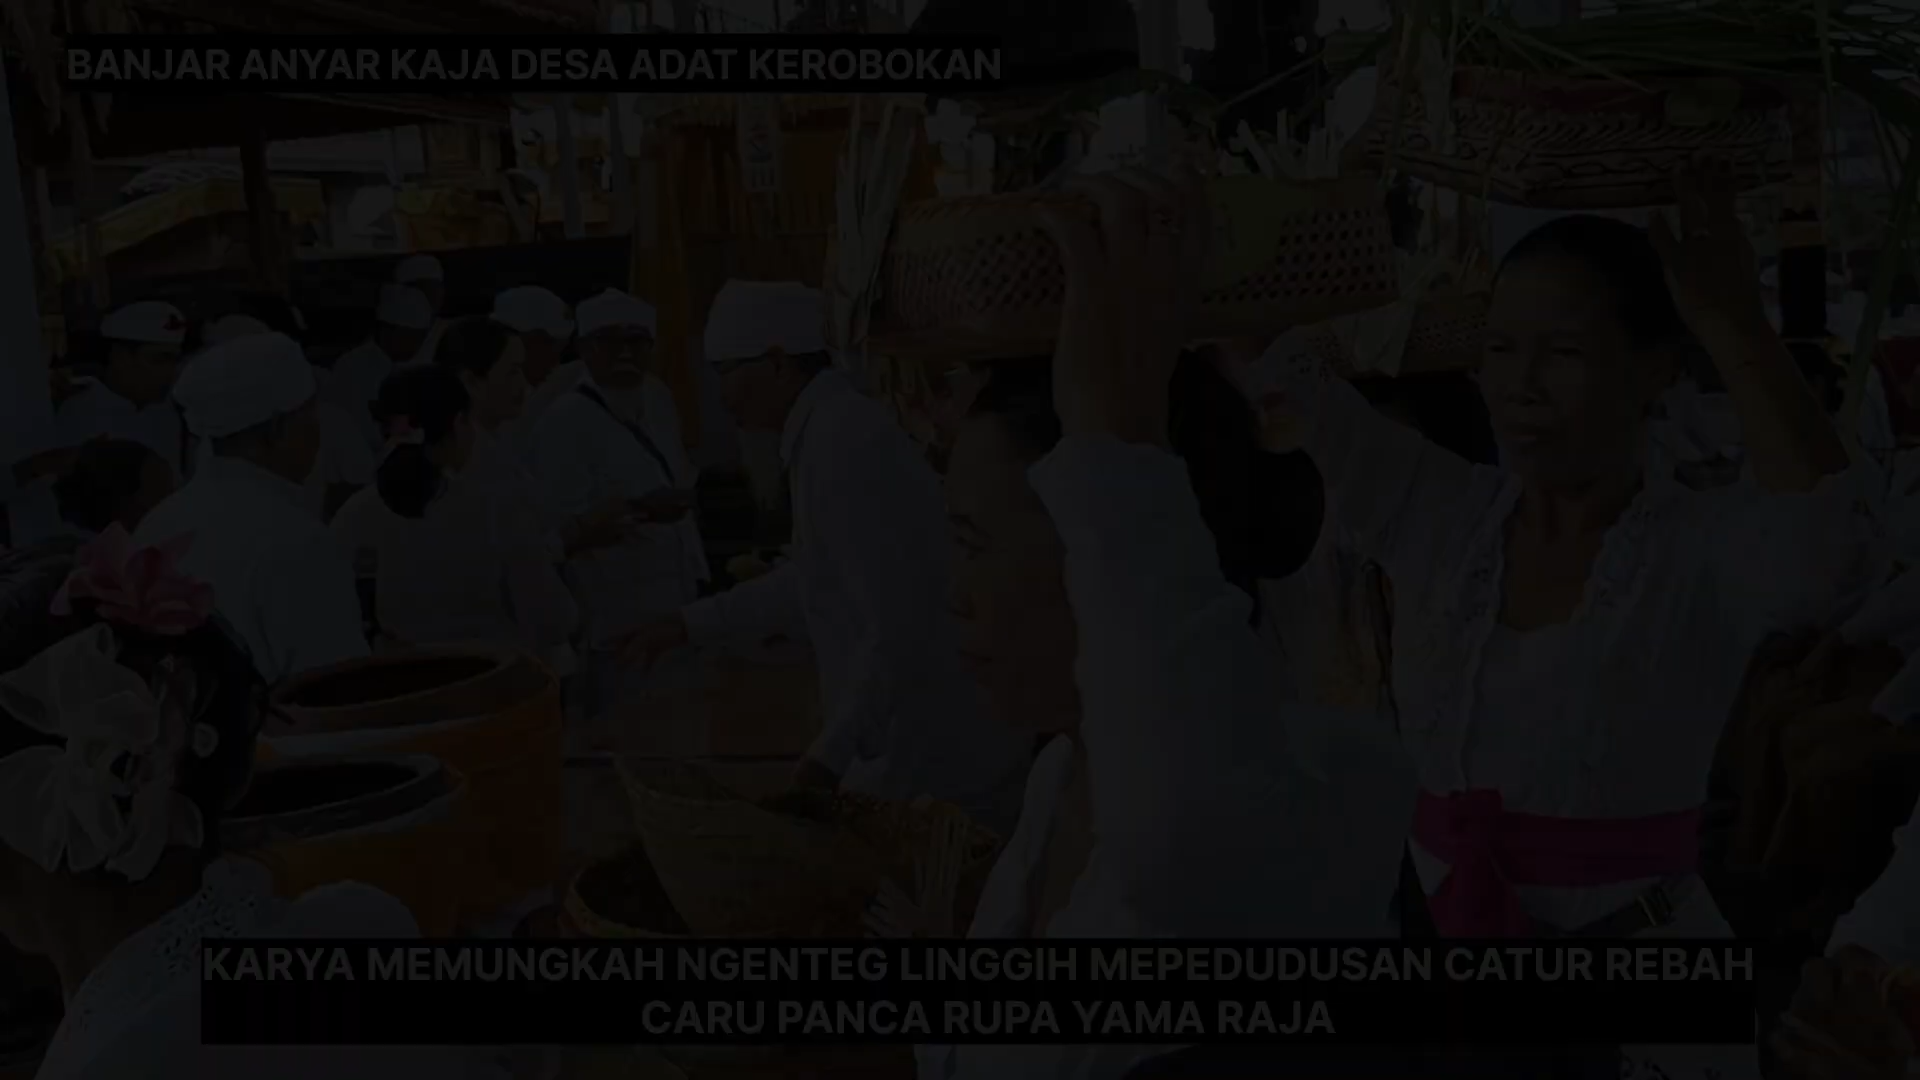 BANJAR ANYAR KAJA DESA ADAT KEROBOKAN
KARYA MEMUNGKAH NGENTEG LINGGIH MEPEDUDUSAN CATUR REBAH
CARU PANCA RUPA YAMA RAJA